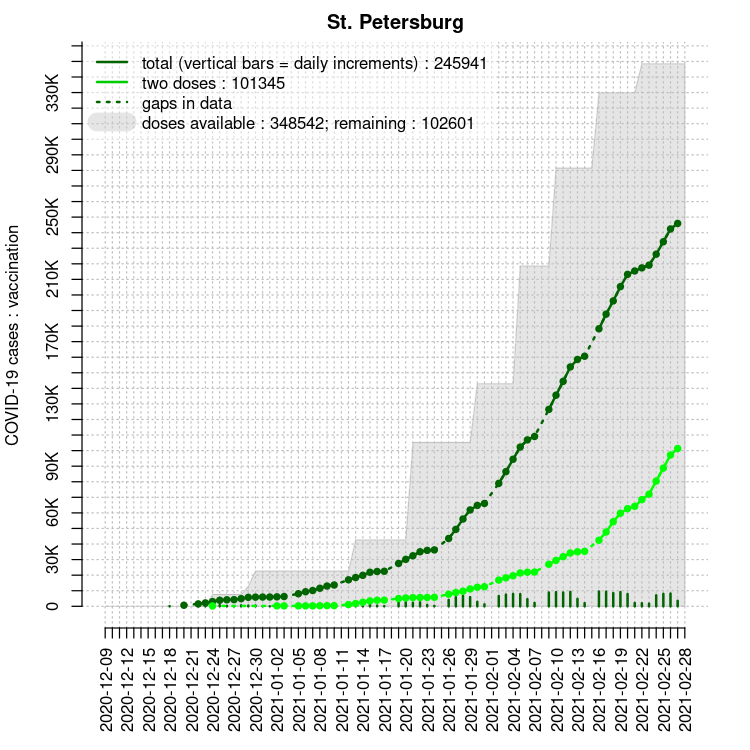 St. Petersburg
total (vertical bars = daily increments) : 245941
two doses : 101345
gaps in data
doses available : 348542; remaining : 102601
COVID-19 cases : vaccination
330K
290K
250K
210K
170K
130K
90K
60K
30K
0
2020-12-09
2020-12-12
2020-12-15
2020-12-18
2020-12-21
2020-12-24
2020-12-27
2020-12-30
2021-01-02
2021-01-05
2021-01-08
2021-01-11
2021-01-14
2021-01-17
2021-01-20
2021-01-23
2021-01-26
2021-01-29
2021-02-01
2021-02-04
2021-02-07
2021-02-10
2021-02-13
2021-02-16
2021-02-19
2021-02-22
2021-02-25
2021-02-28